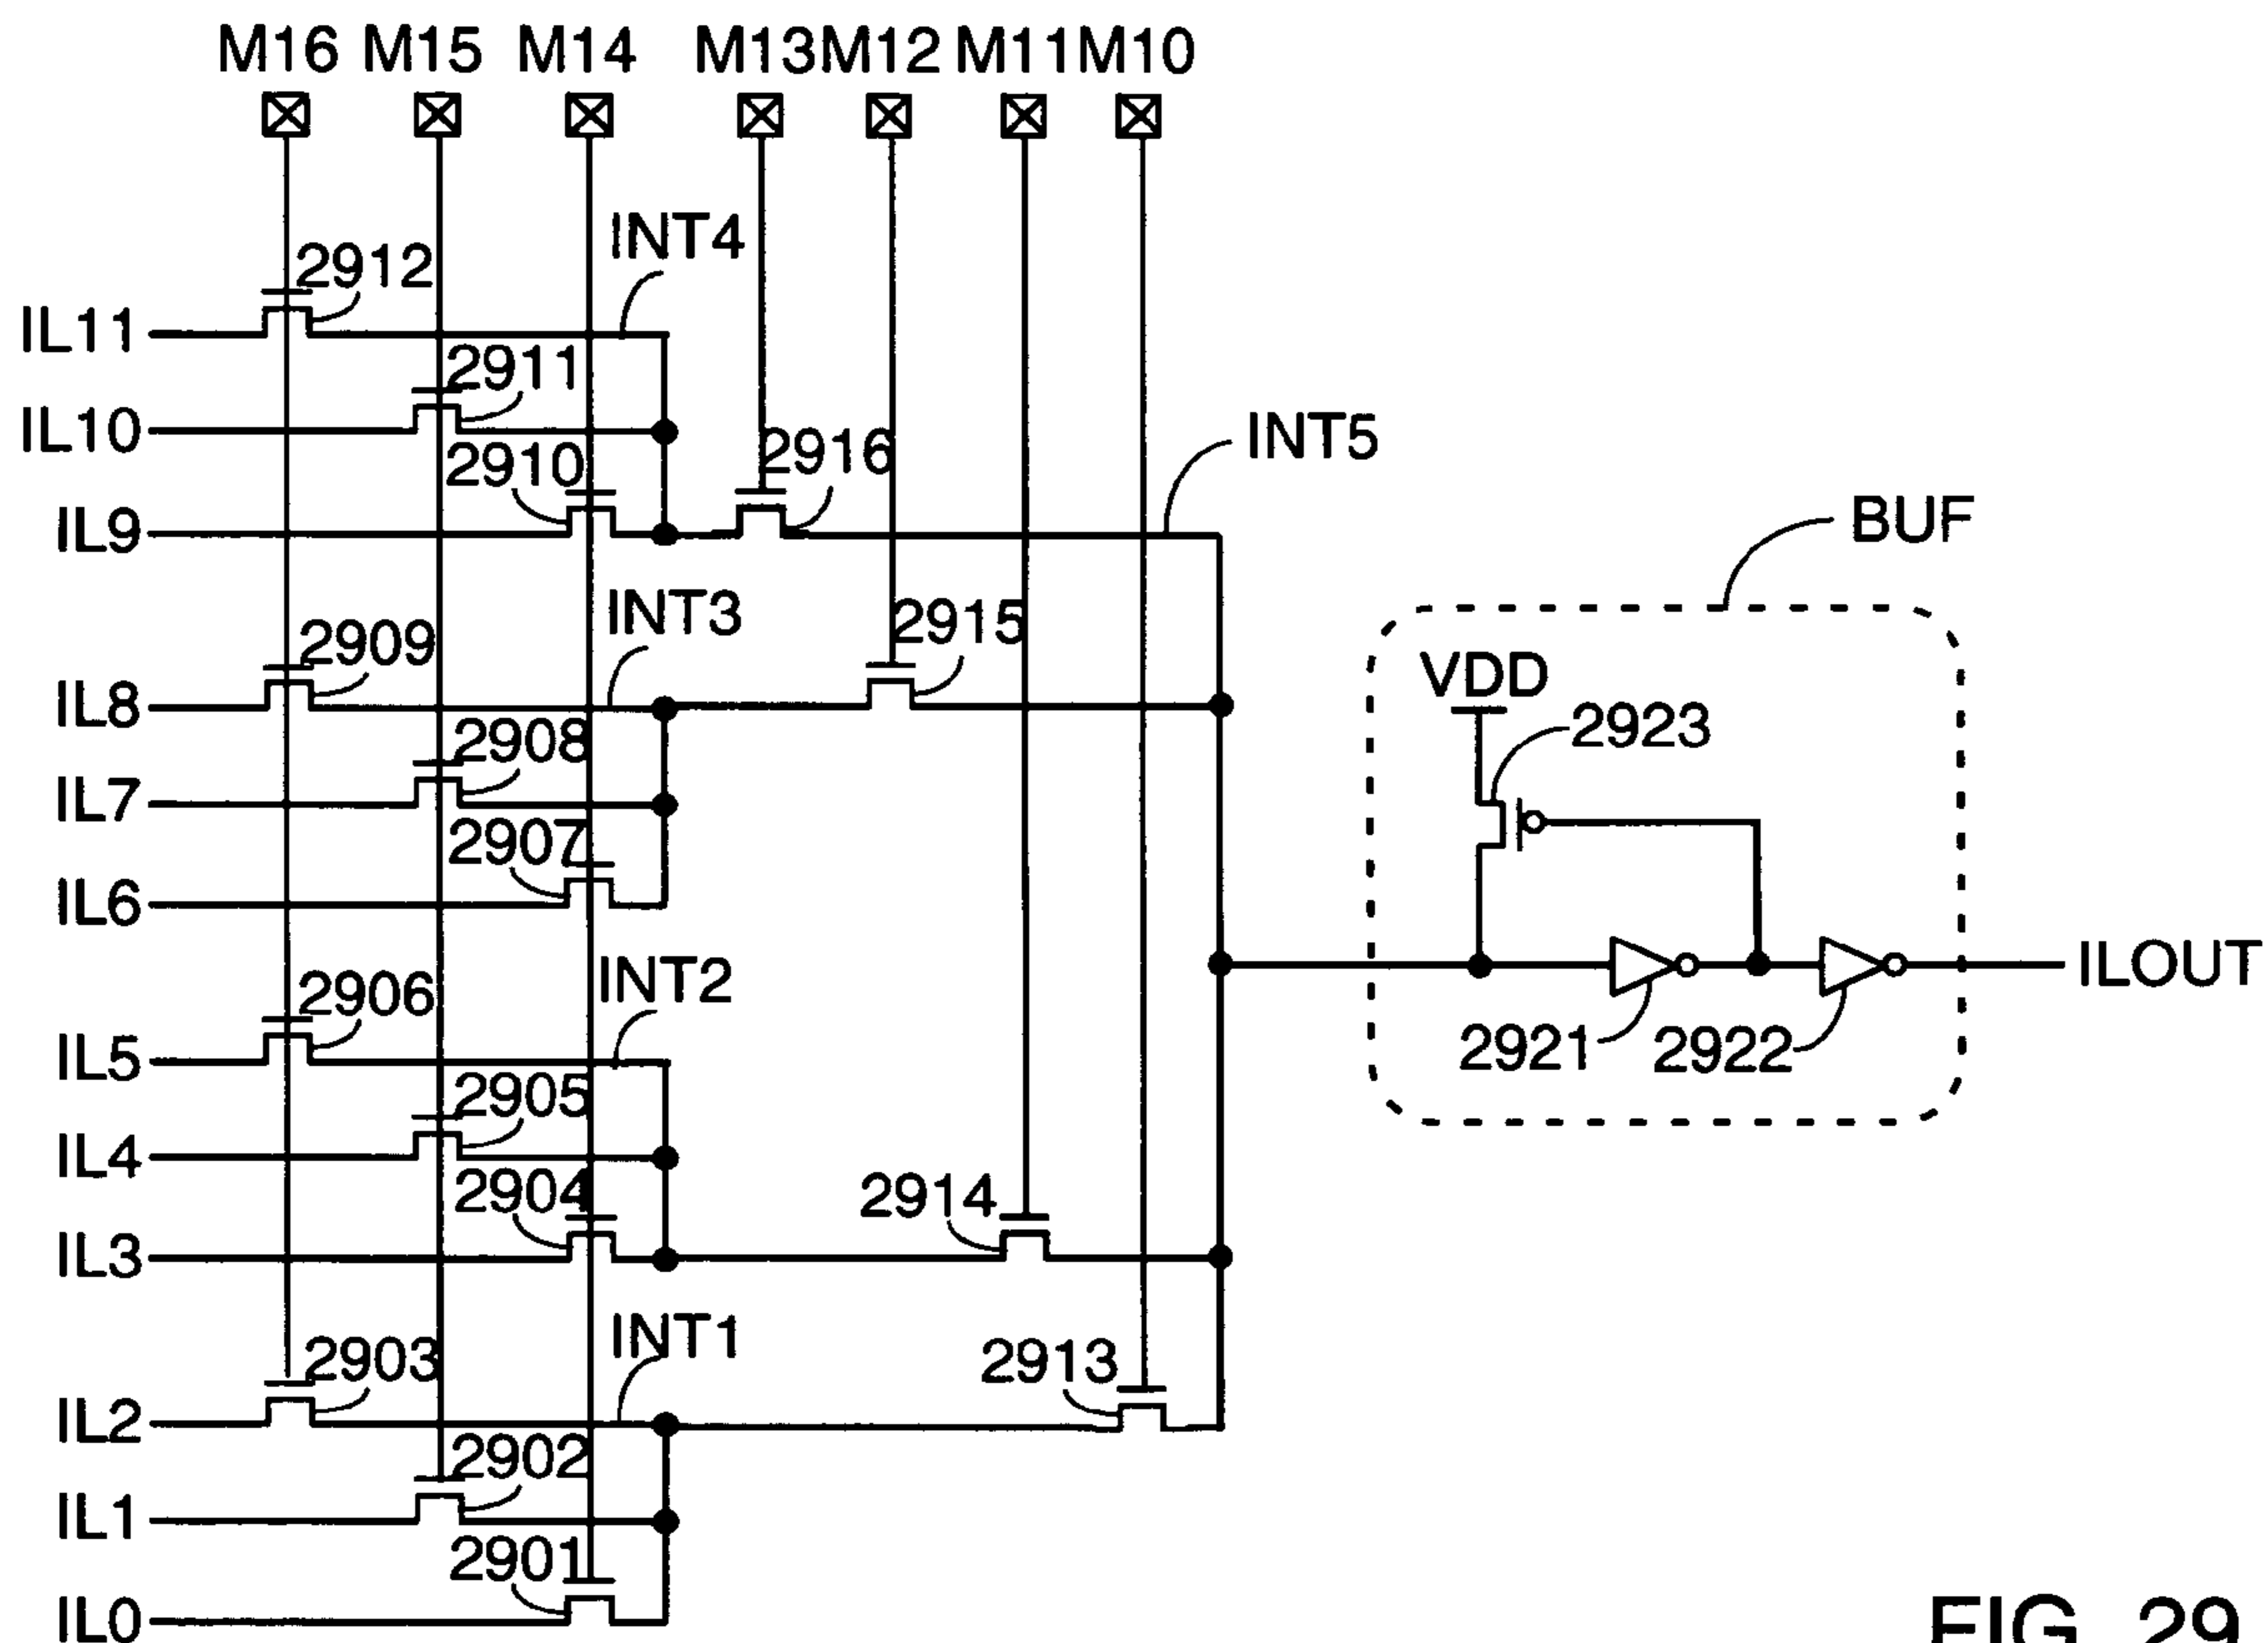 M16 M15 M14 M13 M12 M11 M10
INT4
2912
IL11
2911
IL10
2910
2916
INT5
IL9
BUF
INT3
2915
2909
VDD
IL8
2923
2908
IL7
2907
IL6
INT2
ILOUT
2906
IL5
2921
2922
2905
IL4
2904
2914
IL3
INT1
2903
2913
IL2
2902
IL1
2901
IL0
FIG. 29